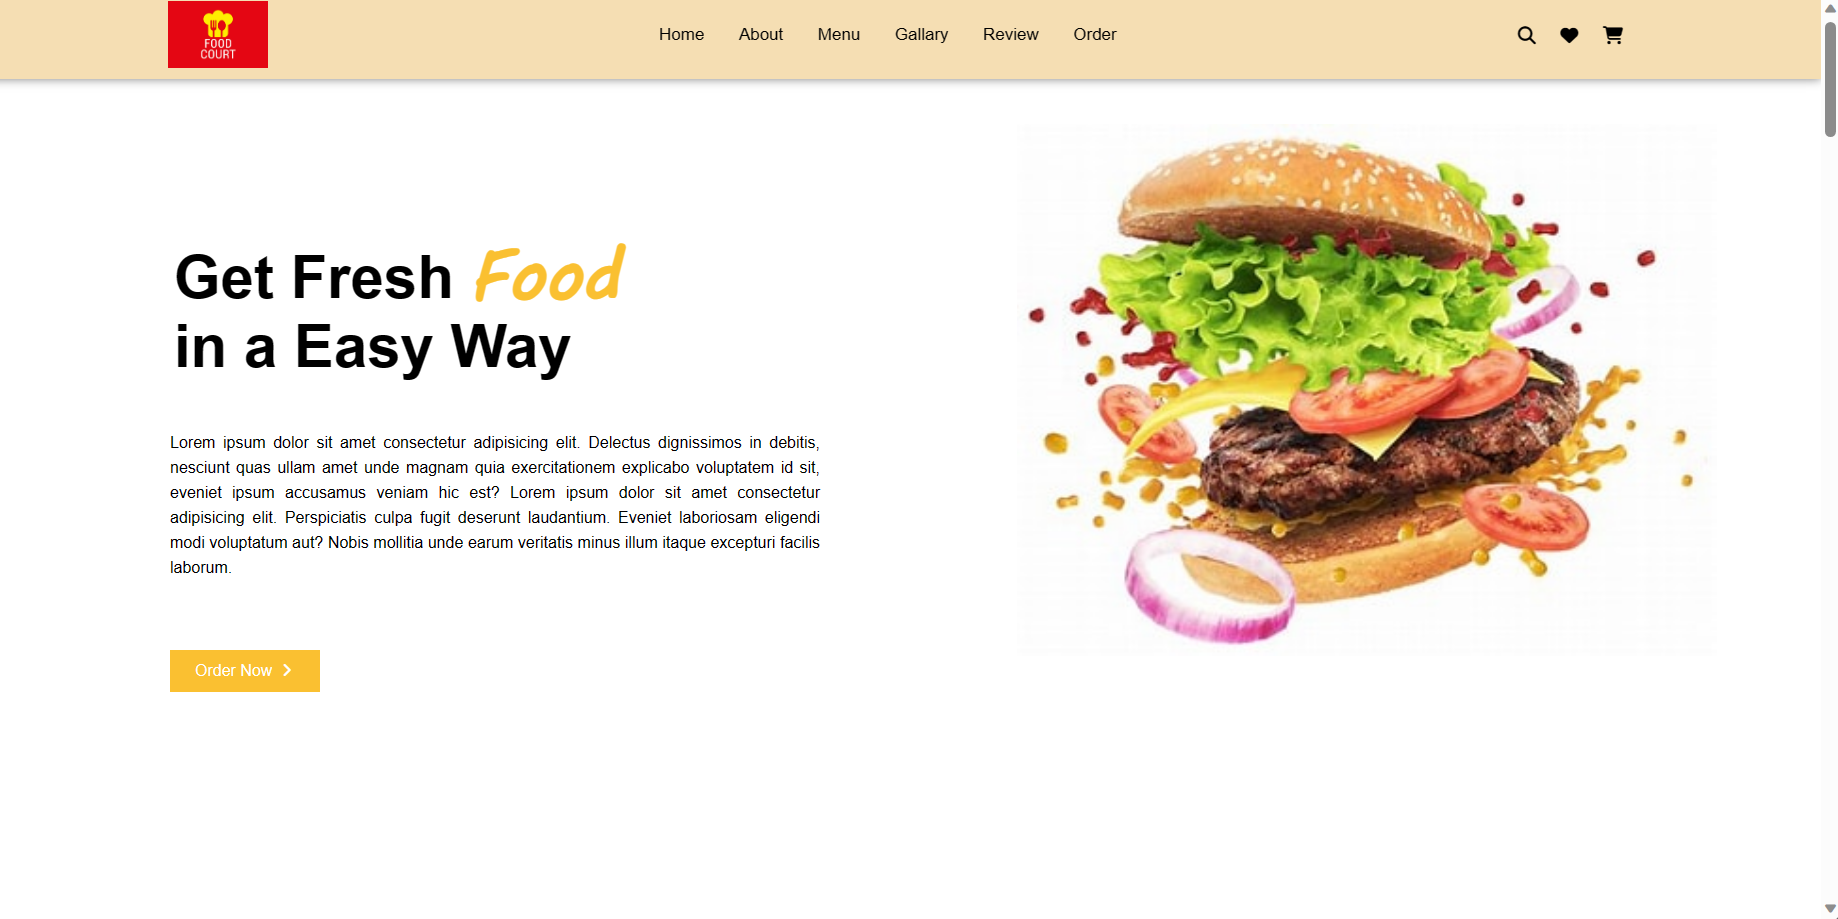 FOOD
COURT
Home About Menu Gallary Review Order
Get Fresh Food
in a Easy Way
Lorem ipsum dolor sit amet consectetur adipisicing elit. Delectus dignissimos in debitis,
nesciunt quas ullam amet unde magnam quia exercitationem explicabo voluptatem id sit,
eveniet ipsum accusamus veniam hic est? Lorem ipsum dolor sit amet consectetur
adipisicing elit. Perspiciatis culpa fugit deserunt laudantium. Eveniet laboriosam eligendi
modi voluptatum aut? Nobis mollitia unde earum veritatis minus illum itaque excepturi facilis
laborum.
Order Now